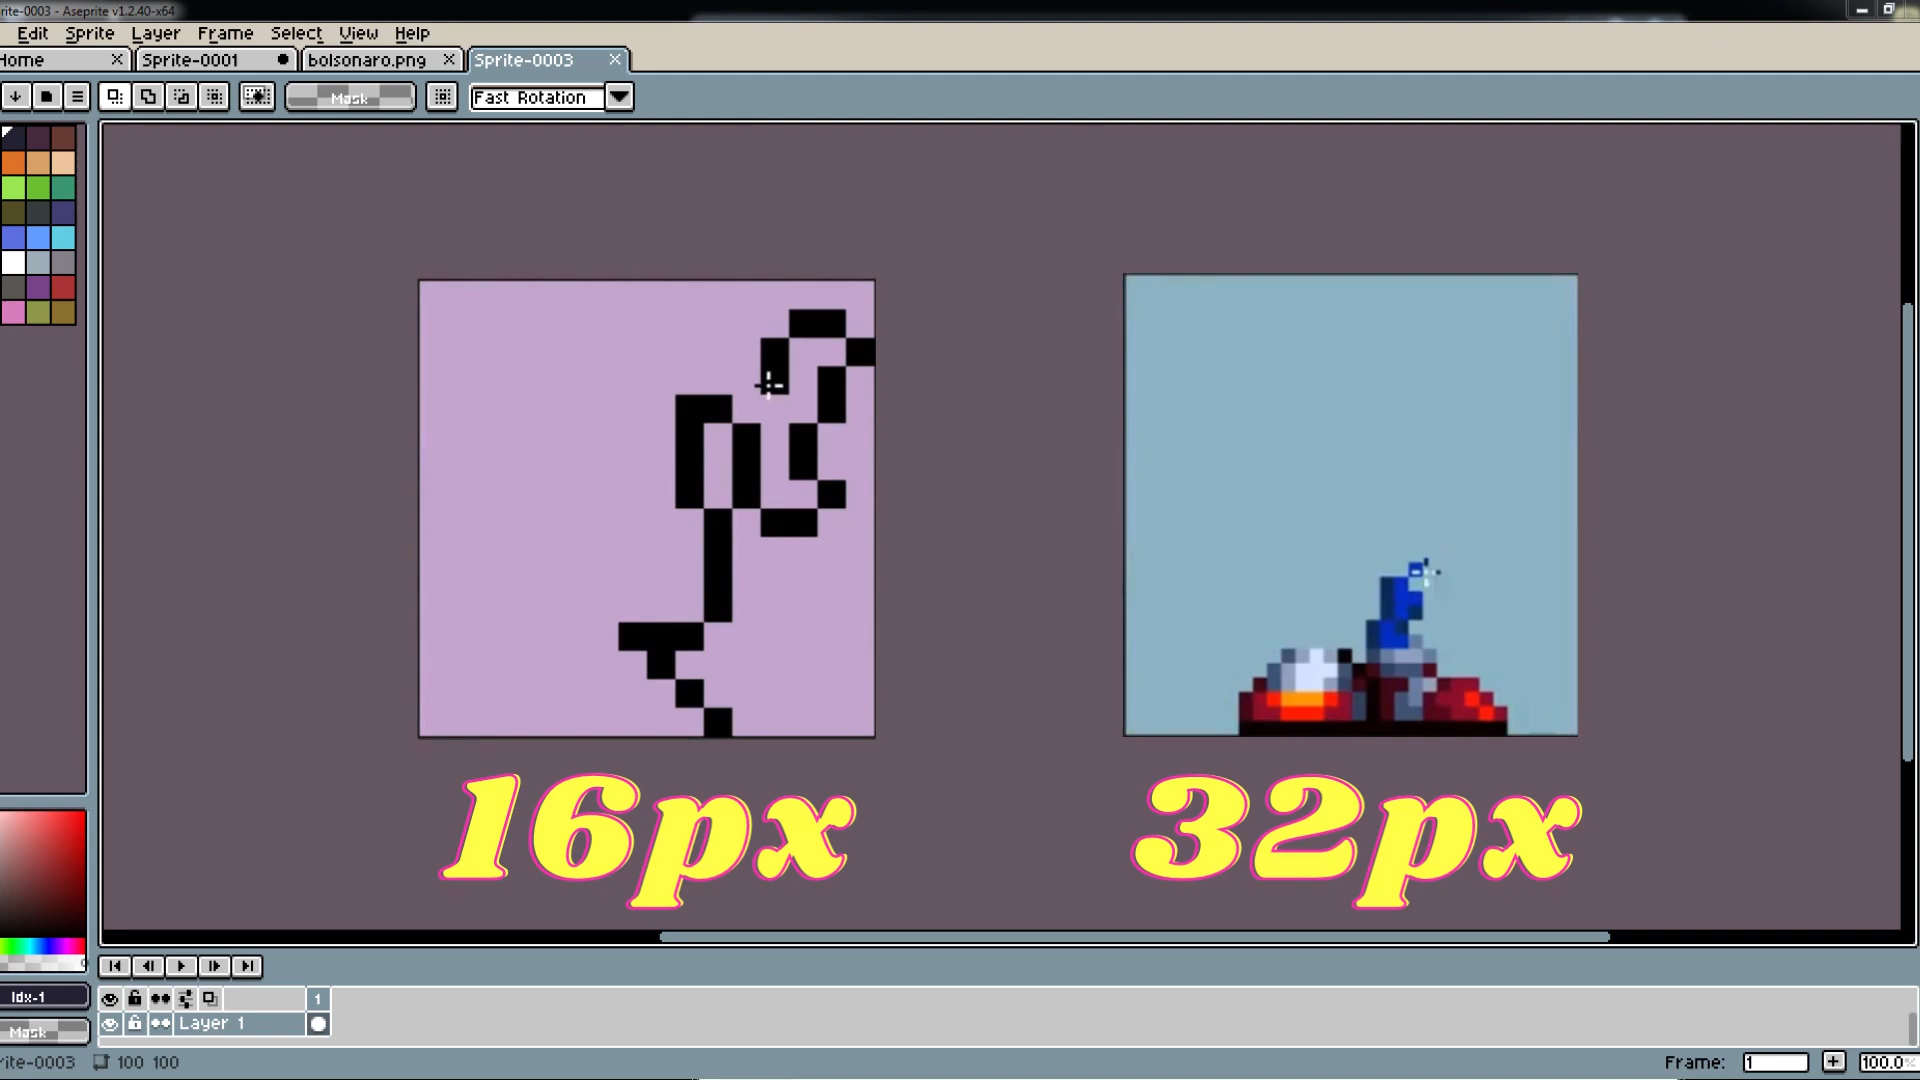 rite-0003 - Aseprite v1.2.40-x64
Edit Sprite Layer Frame Select View Help
Home Sprite-0001 bolsonaro.png Sprite-0003
Mask Fast Rotation
16px 32px
Idx-1
1
Mask
Layer 1
rite-0003 100 100
Frame: 1 100.0%